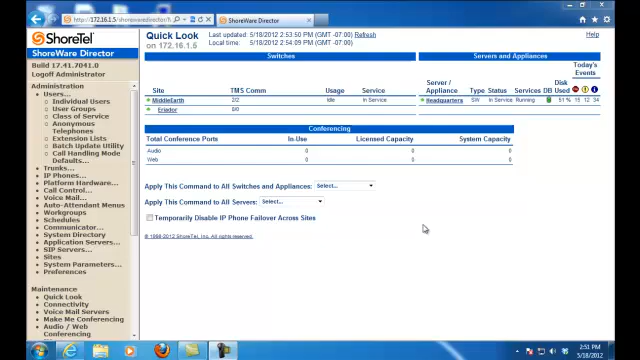 http://172.16.1.5/shorewaredirector/
ShoreWare Director
ShoreTel
ShoreWare Director
Build 17.41.7041.0
Logoff Administrator
Administration
Users...
Individual Users
User Groups
Class of Service
Anonymous
Telephones
Extension Lists
Batch Update Utility
Call Handling Mode
Defaults...
Trunks...
IP Phones...
Platform Hardware...
Call Control...
Voice Mail...
Auto-Attendant Menus
Workgroups
Schedules
Communicator...
System Directory
Application Servers...
SIP Servers...
Sites
System Parameters...
Preferences
Maintenance
Quick Look
Connectivity
Voice Mail Servers
Make Me Conferencing
Audio / Web
Conferencing
Quick Look
on 172.16.1.5
Last updated: 5/18/2012 2:53:50 PM (GMT -07:00) Refresh
Local time: 5/18/2012 2:54:09 PM (GMT -07:00)
Help
Switches
Site TMS Comm Usage Service
MiddleEarth 2/2 Idle In Service
Eriador 0/0
Servers and Appliances
Today's
Events
Server / Appliance Type Status Services DB Disk Used
Headquarters SW In Service Running 51 % 15 12 34
Conferencing
Total Conference Ports In-Use Licensed Capacity System Capacity
Audio 0 0 0
Web 0 0 0
Apply This Command to All Switches and Appliances: Select...
Apply This Command to All Servers: Select...
Temporarily Disable IP Phone Failover Across Sites
© 1998-2012 ShoreTel, Inc. All rights reserved.
2:51 PM
5/18/2012